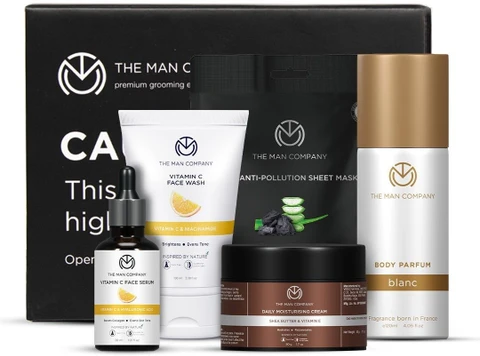 THE MAN COMP
premium grooming e
CA
This
high
Open
THE MAN COMPANY
VITAMIN C
FACE WASH
VITAMIN C & NIACINAMIDE
Brightens Evens Tone
INSPIRED BY NATURE
THE MAN COMPANY
ANTI-POLLUTION SHEET MASK
THE MAN COMPANY
BODY PARFUM
blanc
Fragrance born in France
THE MAN COMPANY
VITAMIN C FACE SERUM
THE MAN COMPANY
DAILY MOISTURISING CREAM
SHEA BUTTER & VITAMIN E